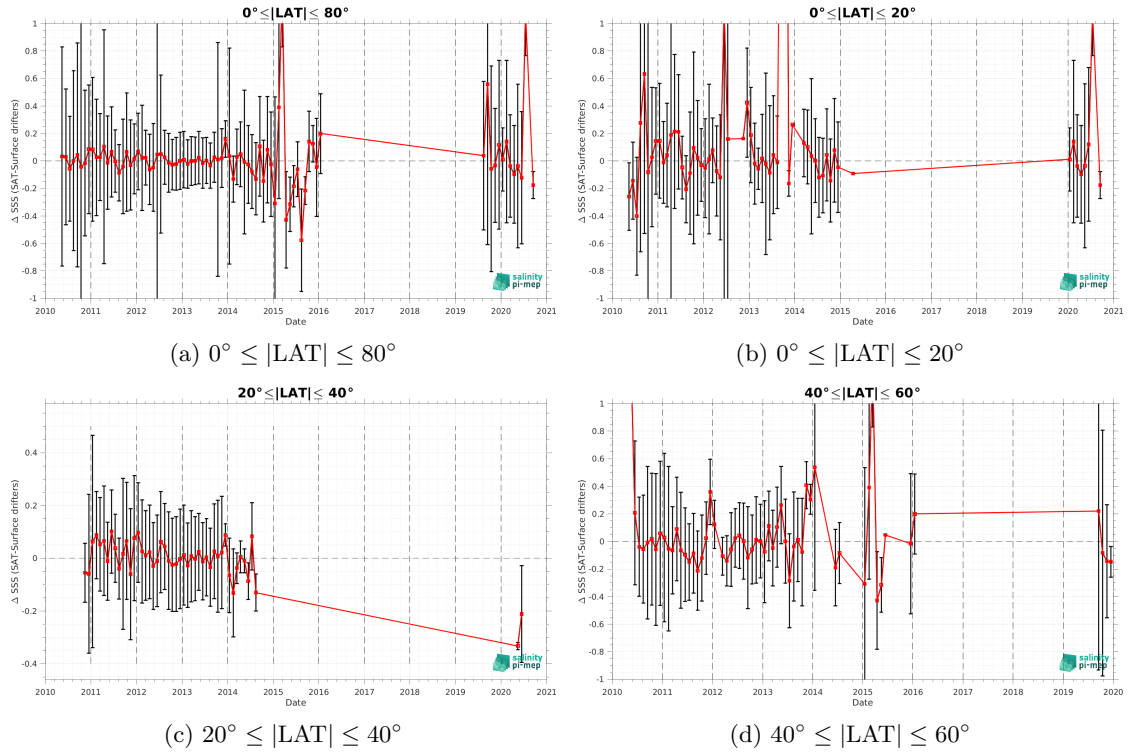 0°≤|LAT|≤ 80°
Δ SSS (SAT-Surface drifters)
1
0.8
0.6
0.4
0.2
0
-0.2
-0.4
-0.6
-0.8
-1
2010 2011 2012 2013 2014 2015 2016 2017 2018 2019 2020 2021
Date
salinity
pi-mep
(a) 0° ≤ |LAT| ≤ 80°
0°≤|LAT|≤ 20°
Δ SSS (SAT-Surface drifters)
1
0.8
0.6
0.4
0.2
0
-0.2
-0.4
-0.6
-0.8
-1
2010 2011 2012 2013 2014 2015 2016 2017 2018 2019 2020 2021
Date
salinity
pi-mep
(b) 0° ≤ |LAT| ≤ 20°
20°≤|LAT|≤ 40°
Δ SSS (SAT-Surface drifters)
0.4
0.2
0
-0.2
-0.4
2010 2011 2012 2013 2014 2015 2016 2017 2018 2019 2020 2021
Date
salinity
pi-mep
(c) 20° ≤ |LAT| ≤ 40°
40°≤|LAT|≤ 60°
Δ SSS (SAT-Surface drifters)
1
0.8
0.6
0.4
0.2
0
-0.2
-0.4
-0.6
-0.8
-1
2010 2011 2012 2013 2014 2015 2016 2017 2018 2019 2020
Date
salinity
pi-mep
(d) 40° ≤ |LAT| ≤ 60°